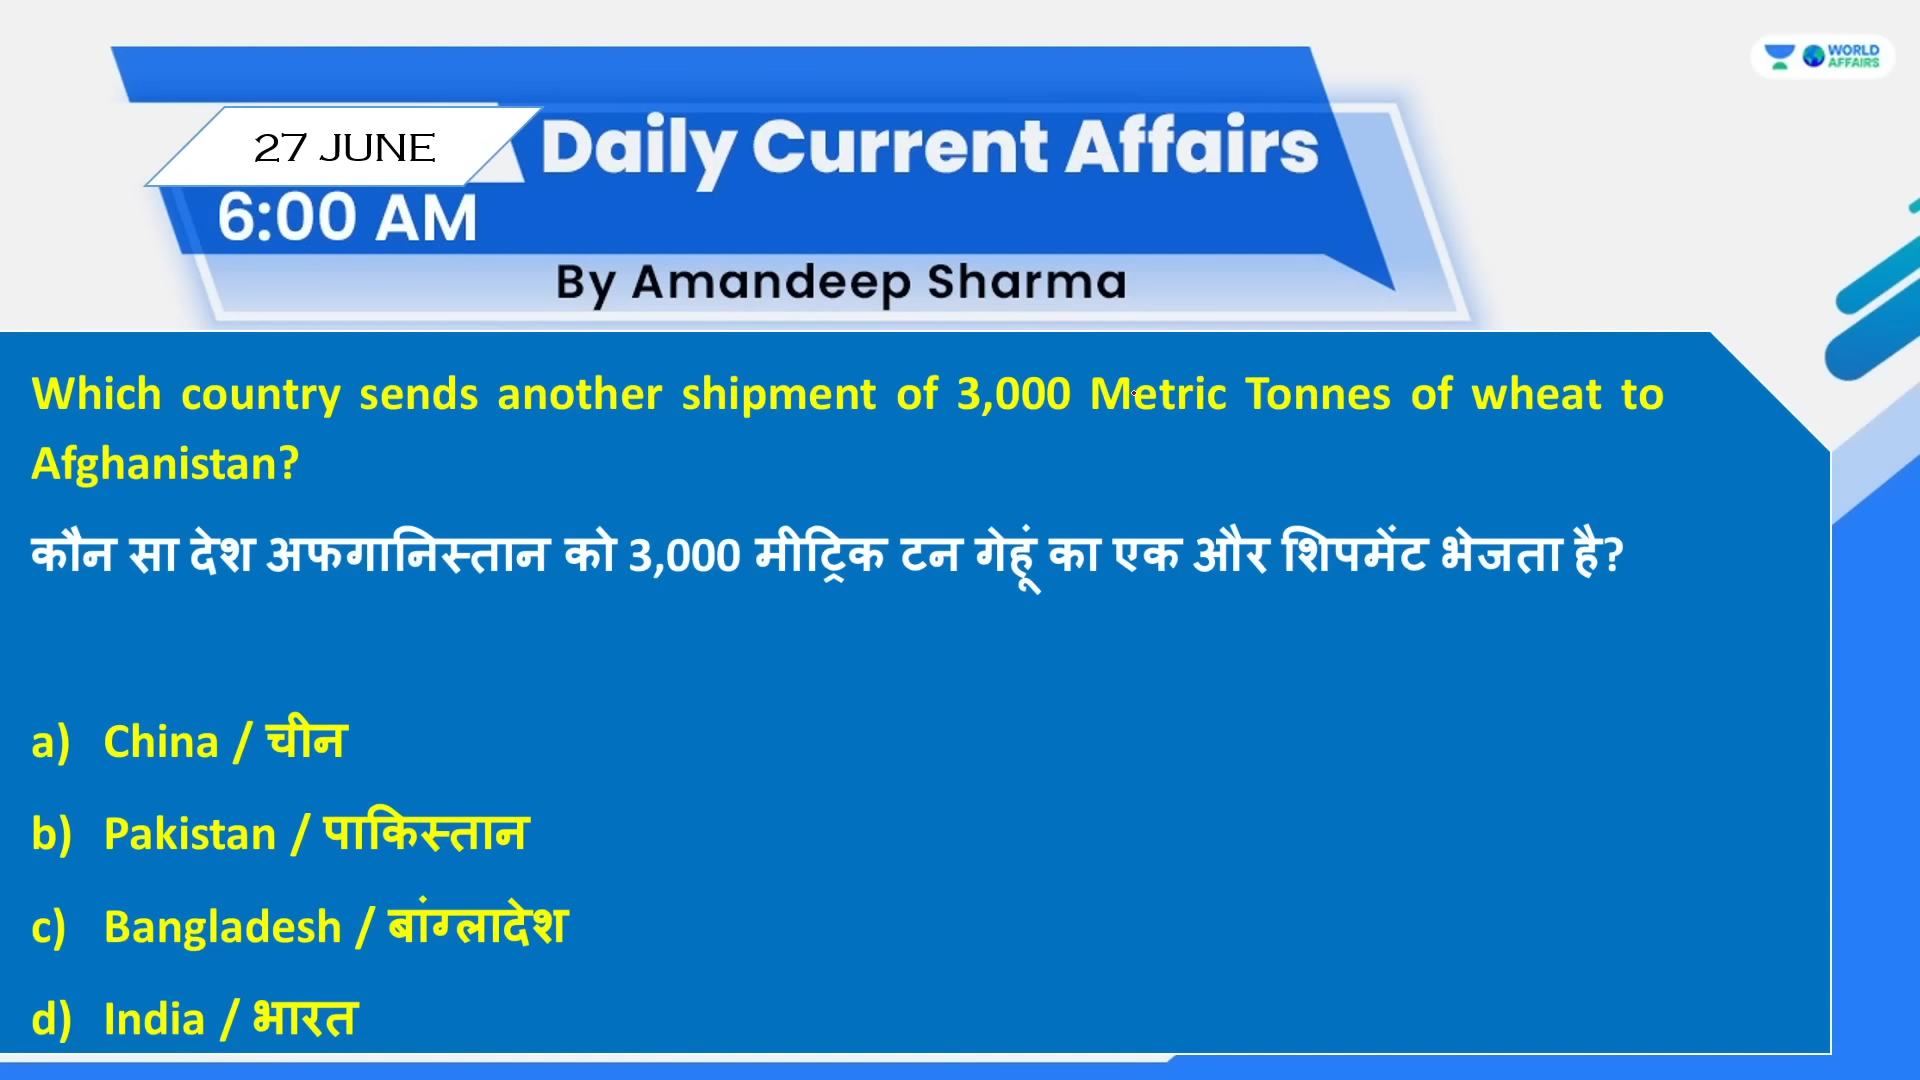 WORLD
AFFAIRS
27 JUNE
Daily Current Affairs
6:00 AM
By Amandeep Sharma
Which country sends another shipment of 3,000 Metric Tonnes of wheat to
Afghanistan?
कौन सा देश अफगानिस्तान को 3,000 मीट्रिक टन गेहूं का एक और शिपमेंट भेजता है?
a) China / चीन
b) Pakistan / पाकिस्तान
c) Bangladesh / बांग्लादेश
d) India / भारत